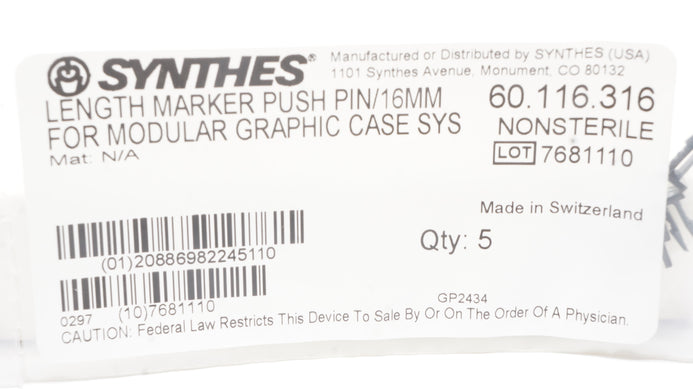 SYNTHES®
Manufactured or Distributed by SYNTHES (USA)
1101 Synthes Avenue, Monument, CO 80132
LENGTH MARKER PUSH PIN/16MM
FOR MODULAR GRAPHIC CASE SYS
Mat: N/A
60.116.316
NONSTERILE
LOT 7681110
Made in Switzerland
Qty: 5
(01)20886982245110
(10)7681110
0297
GP2434
CAUTION: Federal Law Restricts This Device To Sale By Or On The Order Of A Physician.